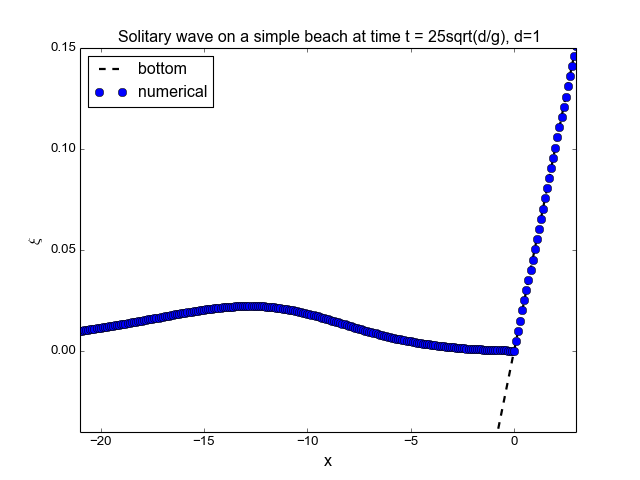 Solitary wave on a simple beach at time t = 25sqrt(d/g), d=1
0.15
bottom
numerical
0.10
0.05
0.00
ξ
−20 −15 −10 −5 0
x